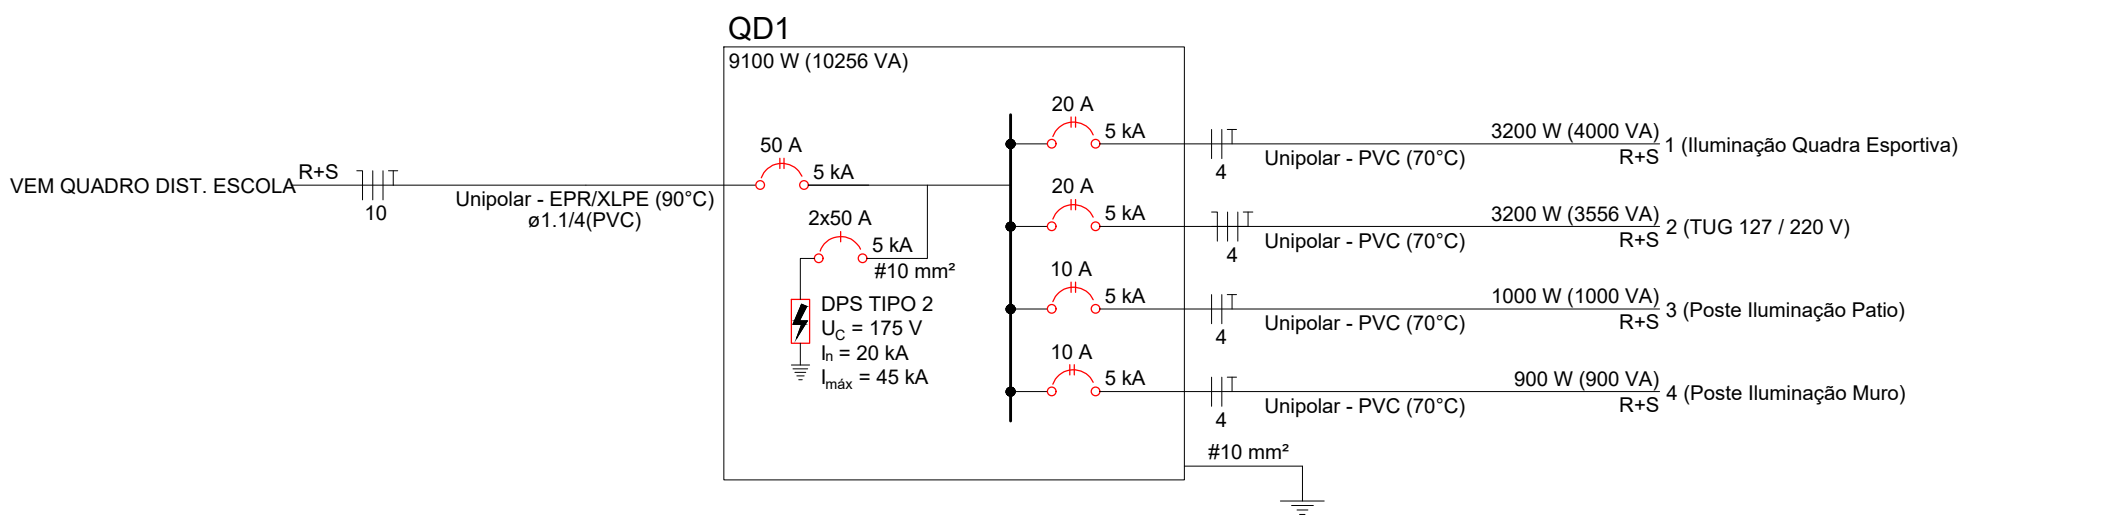 QD1
9100 W (10256 VA)
VEM QUADRO DIST. ESCOLA
R+S
10
Unipolar - EPR/XLPE (90°C)
ø1.1/4(PVC)
50 A
5 kA
2x50 A
5 kA
#10 mm²
DPS TIPO 2
UC = 175 V
In = 20 kA
Imáx = 45 kA
20 A
5 kA
4
Unipolar - PVC (70°C)
3200 W (4000 VA)
R+S
1 (Iluminação Quadra Esportiva)
20 A
5 kA
4
Unipolar - PVC (70°C)
3200 W (3556 VA)
R+S
2 (TUG 127 / 220 V)
10 A
5 kA
4
Unipolar - PVC (70°C)
1000 W (1000 VA)
R+S
3 (Poste Iluminação Patio)
10 A
5 kA
4
Unipolar - PVC (70°C)
900 W (900 VA)
R+S
4 (Poste Iluminação Muro)
#10 mm²